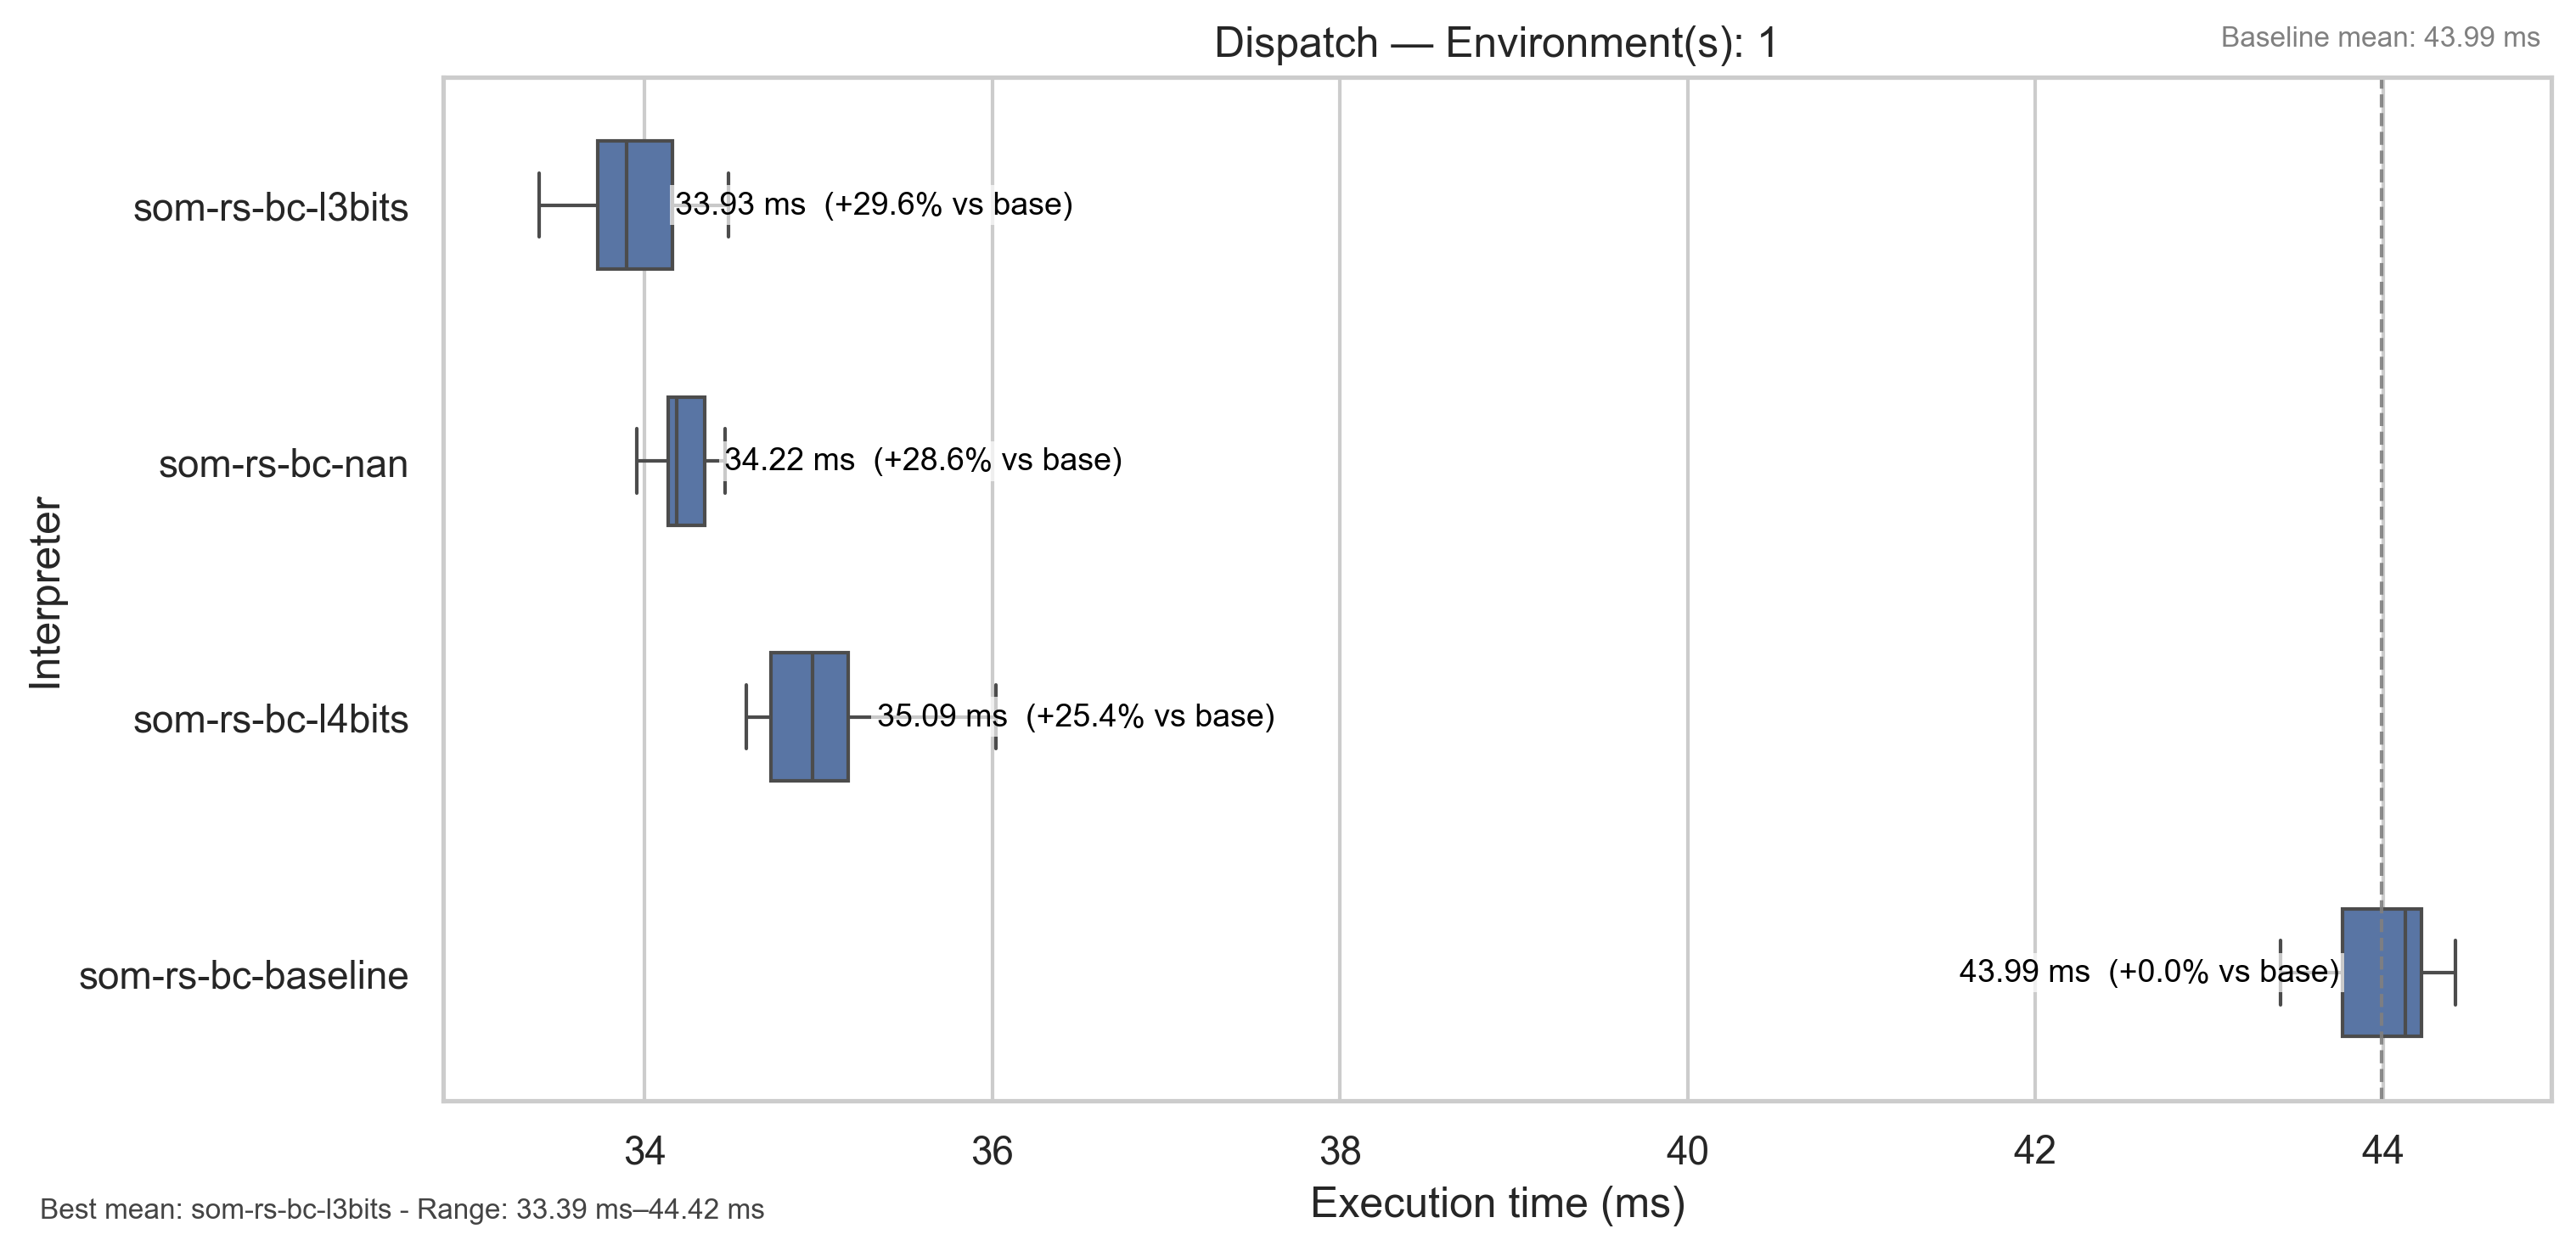 Dispatch — Environment(s): 1
Baseline mean: 43.99 ms
Interpreter
som-rs-bc-l3bits
33.93 ms  (+29.6% vs base)
som-rs-bc-nan
34.22 ms  (+28.6% vs base)
som-rs-bc-l4bits
35.09 ms  (+25.4% vs base)
som-rs-bc-baseline
43.99 ms  (+0.0% vs base)
34 36 38 40 42 44
Execution time (ms)
Best mean: som-rs-bc-l3bits - Range: 33.39 ms–44.42 ms